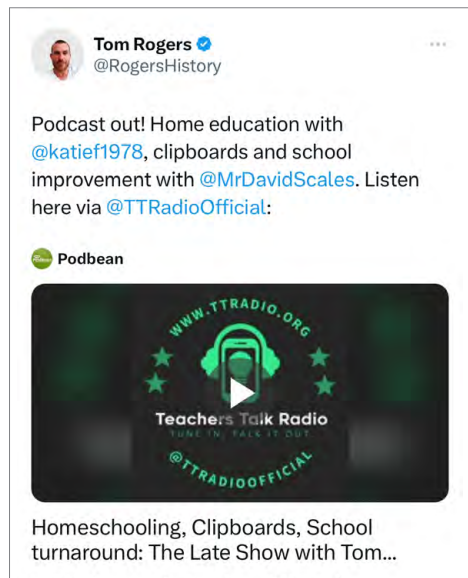 Tom Rogers
@RogersHistory
Podcast out! Home education with
@katief1978, clipboards and school
improvement with @MrDavidScales. Listen
here via @TTRadioOfficial:
Podbean
WWW.TTRADIO.ORG
Teachers Talk Radio
TUNE IN, TALK IT OUT
@TTRADIOOFFICIAL
Homeschooling, Clipboards, School
turnaround: The Late Show with Tom...